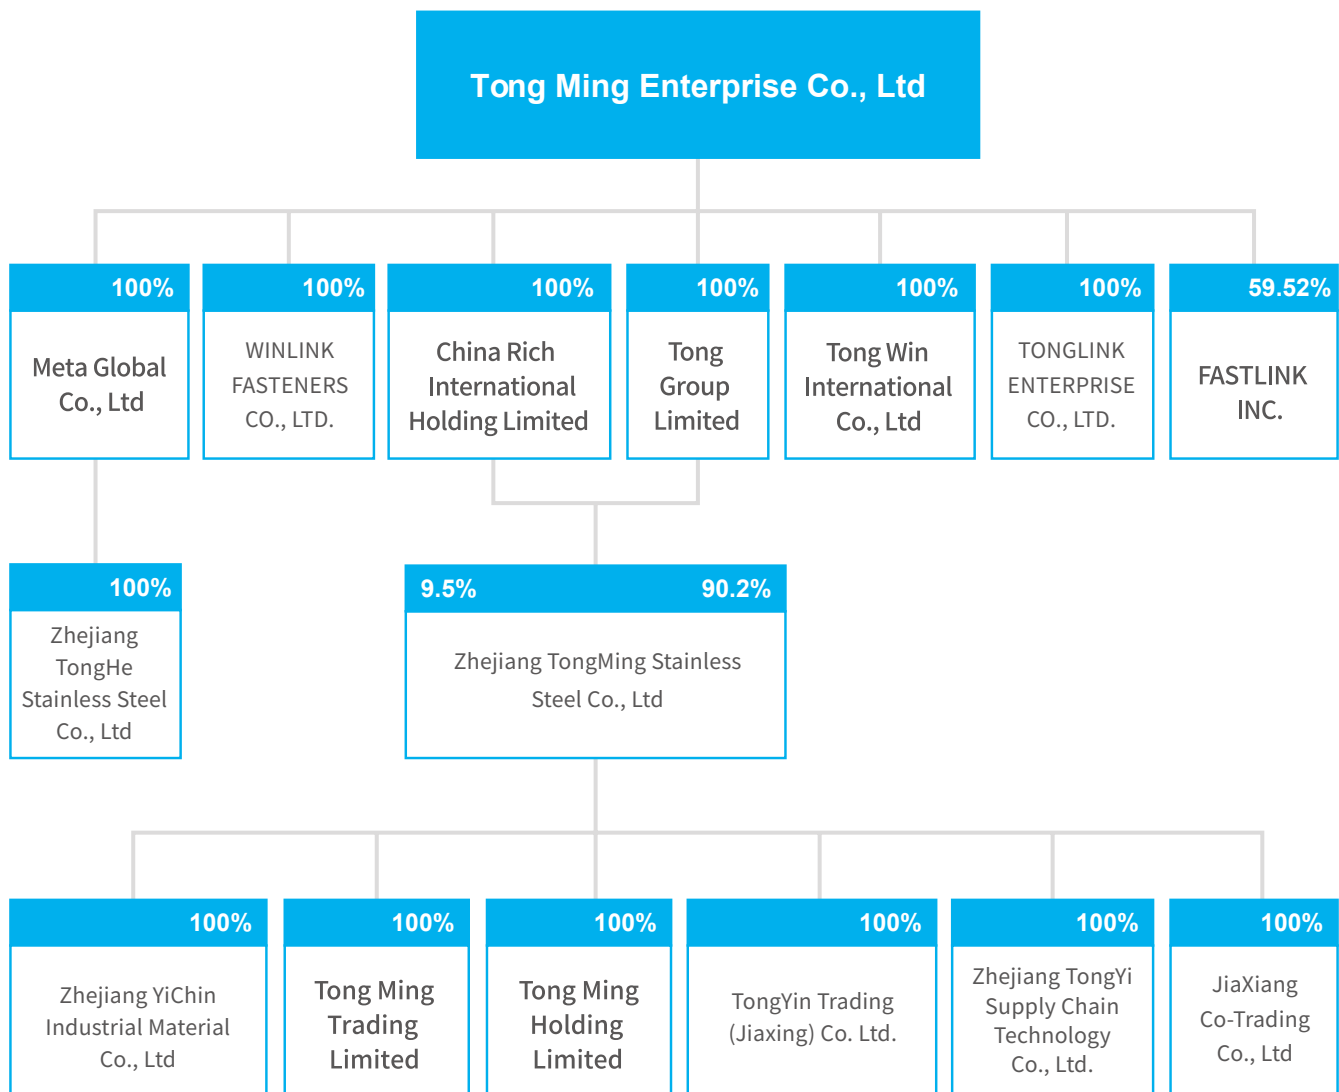 Tong Ming Enterprise Co., Ltd
100%
Meta Global
Co., Ltd
100%
WINLINK
FASTENERS
CO., LTD.
100%
China Rich
International
Holding Limited
100%
Tong
Group
Limited
100%
Tong Win
International
Co., Ltd
100%
TONGLINK
ENTERPRISE
CO., LTD.
59.52%
FASTLINK
INC.
100%
Zhejiang
TongHe
Stainless Steel
Co., Ltd
9.5% 90.2%
Zhejiang TongMing Stainless
Steel Co., Ltd
100%
Zhejiang YiChin
Industrial Material
Co., Ltd
100%
Tong Ming
Trading
Limited
100%
Tong Ming
Holding
Limited
100%
TongYin Trading
(Jiaxing) Co. Ltd.
100%
Zhejiang TongYi
Supply Chain
Technology
Co., Ltd.
100%
JiaXiang
Co-Trading
Co., Ltd